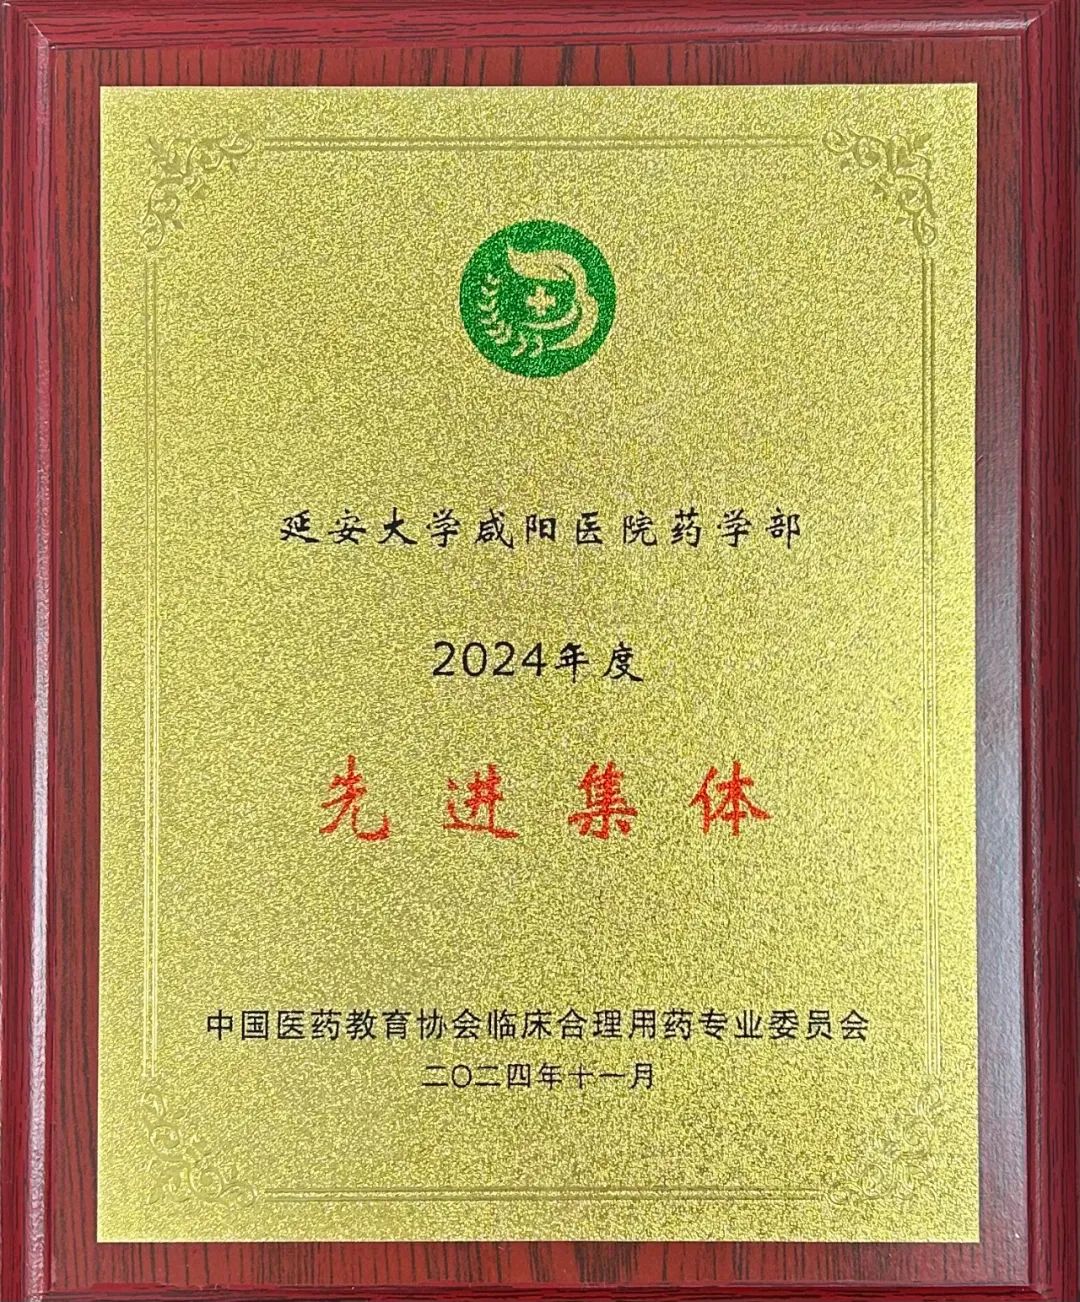 延安大学咸阳医院药学部
2024年度
先进集体
中国医药教育协会临床合理用药专业委员会
二〇二四年十一月